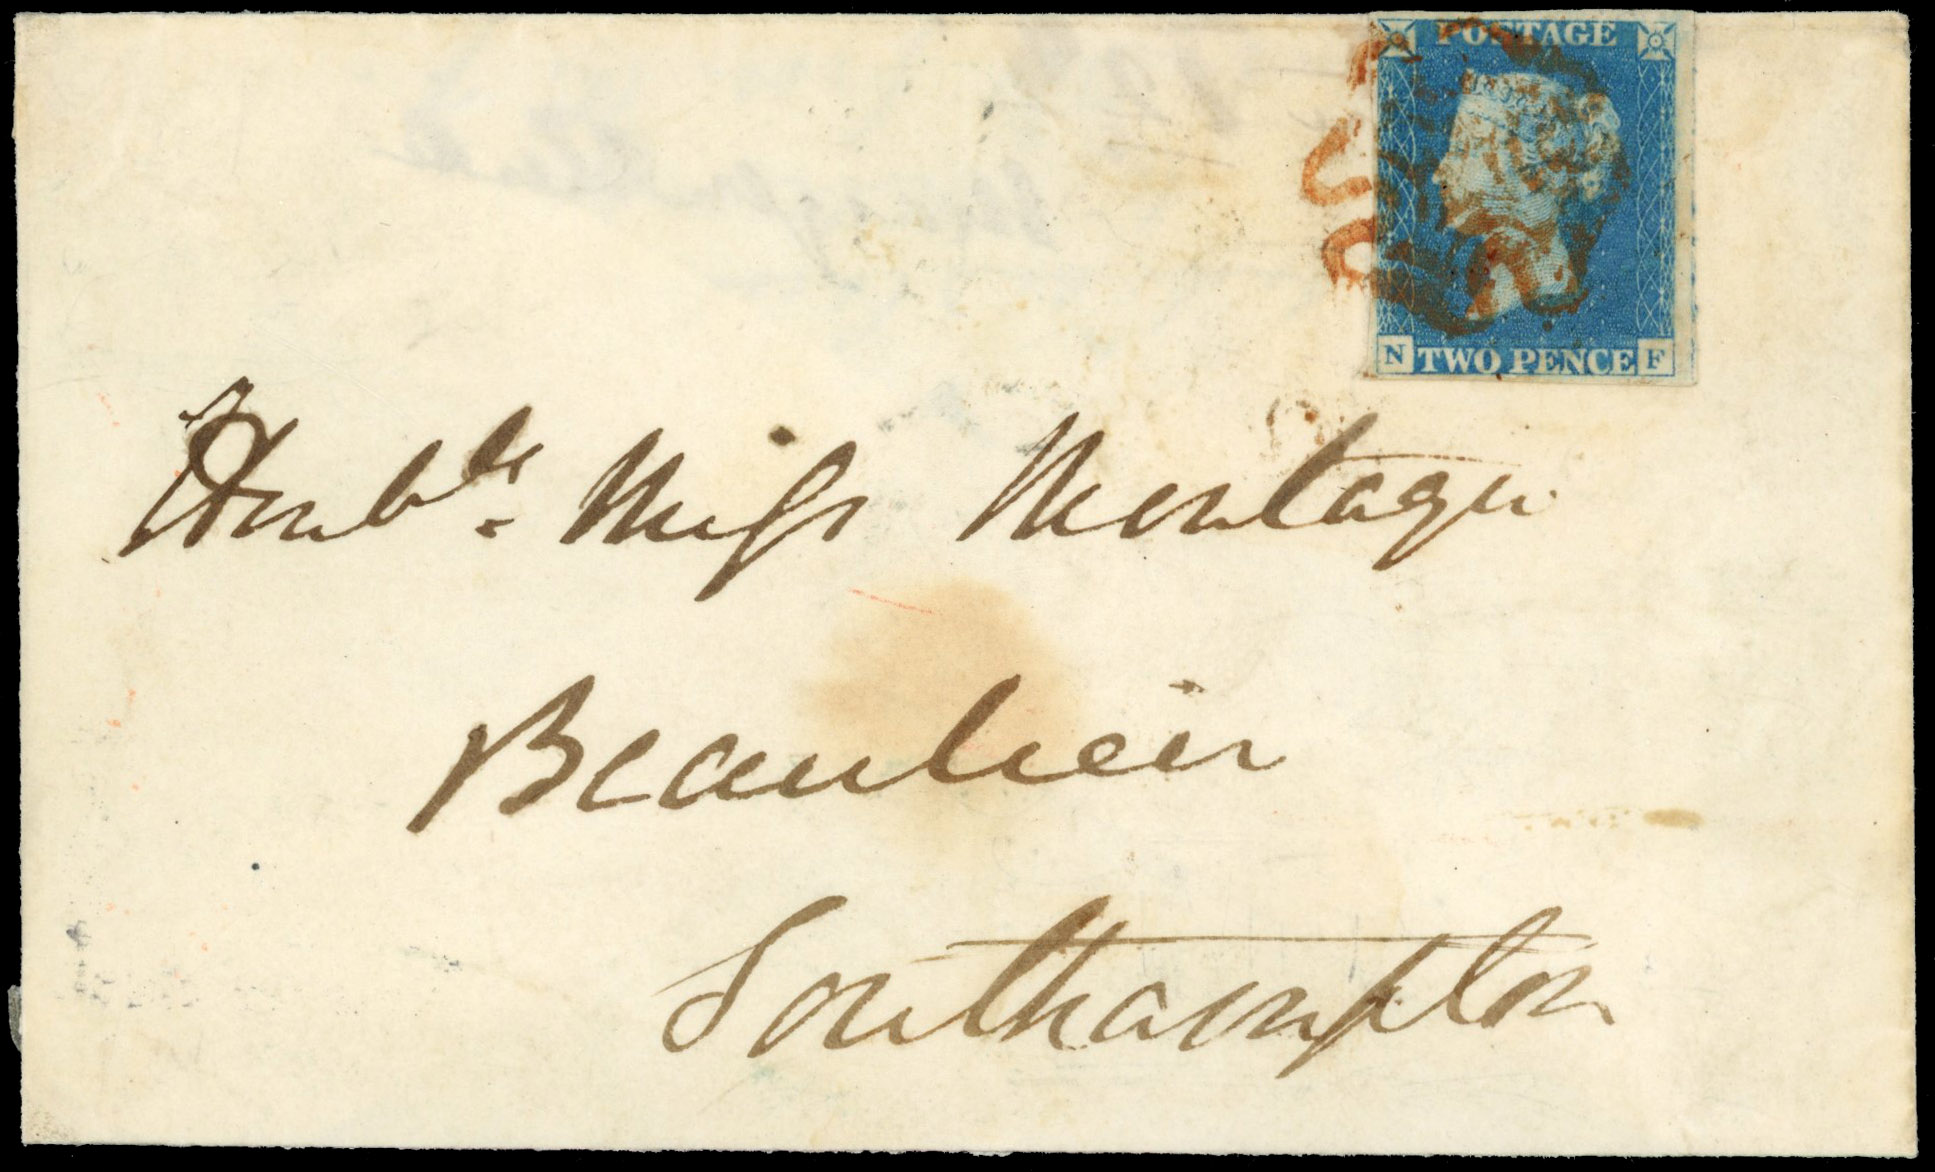 POSTAGE
N TWO PENCE F
Honble. Miss Montagu
Beaulieu
Southampton